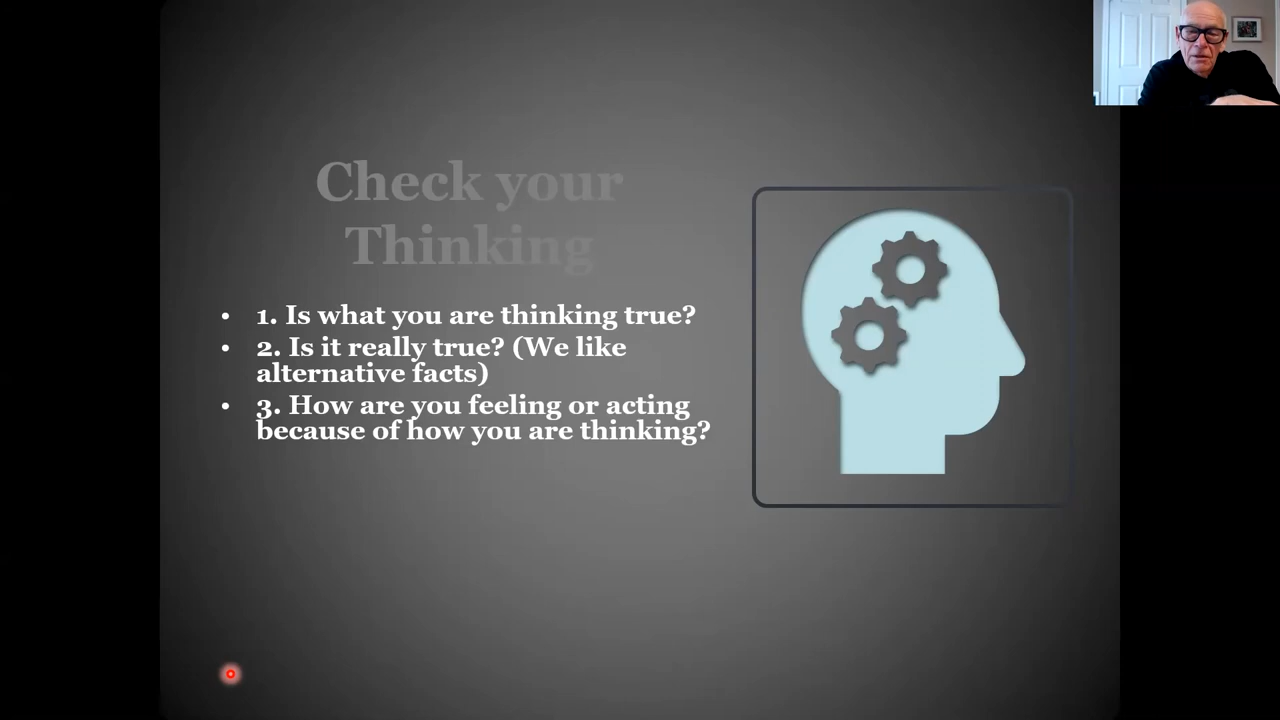 Check your
Thinking
• 1. Is what you are thinking true?
• 2. Is it really true? (We like
alternative facts)
• 3. How are you feeling or acting
because of how you are thinking?